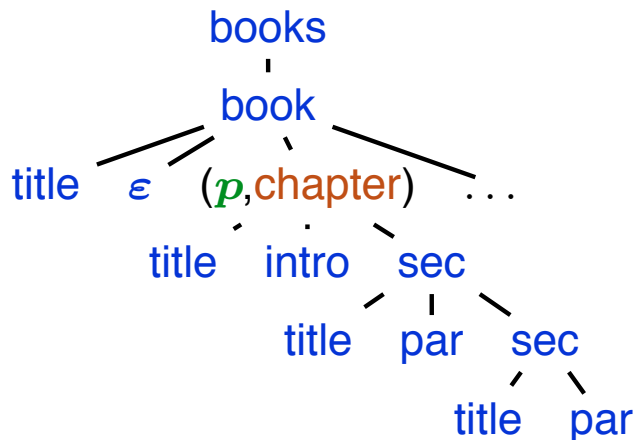 books
book
title ε (p,chapter) ...
title intro sec
title par sec
title par